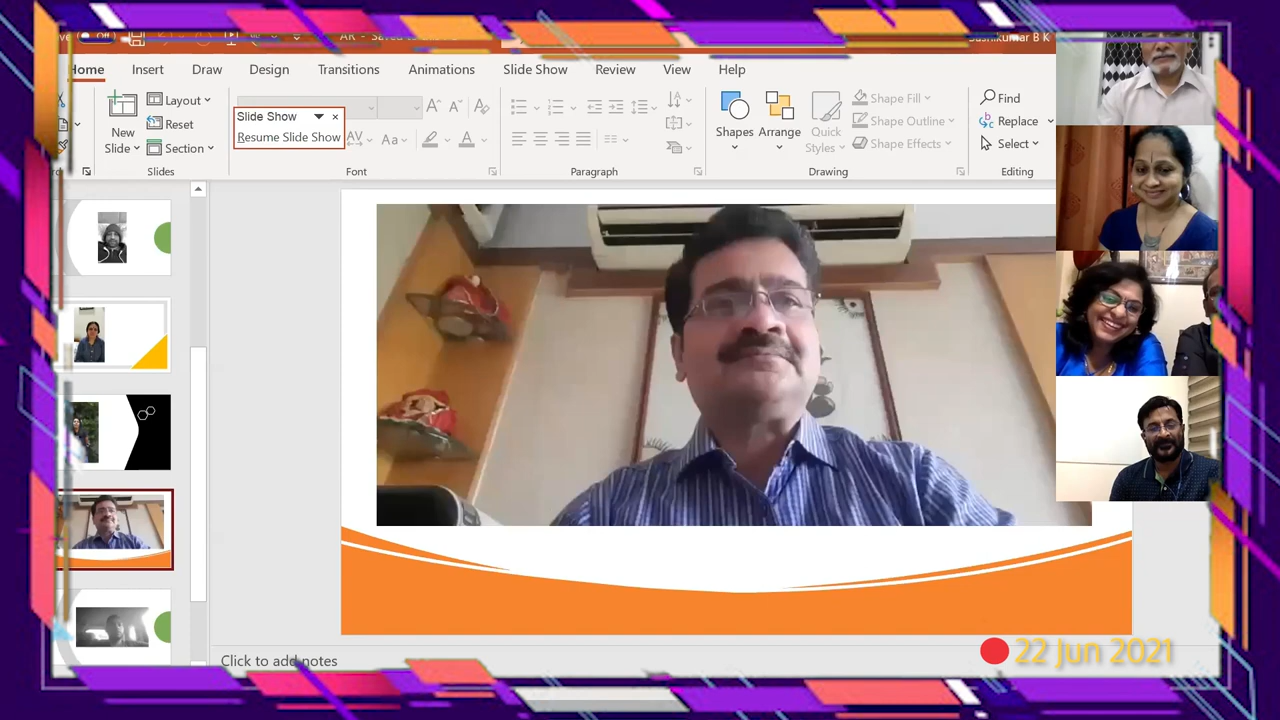 Off
Home Insert Draw Design Transitions Animations Slide Show Review View Help
New
Slide
Layout
Reset
Section
Slides
Slide Show
Resume Slide Show
Aa
Font
Paragraph
Shapes
Arrange
Quick
Styles
Shape Fill
Shape Outline
Shape Effects
Drawing
Find
Replace
Select
Editing
Click to add notes
22 Jun 2021